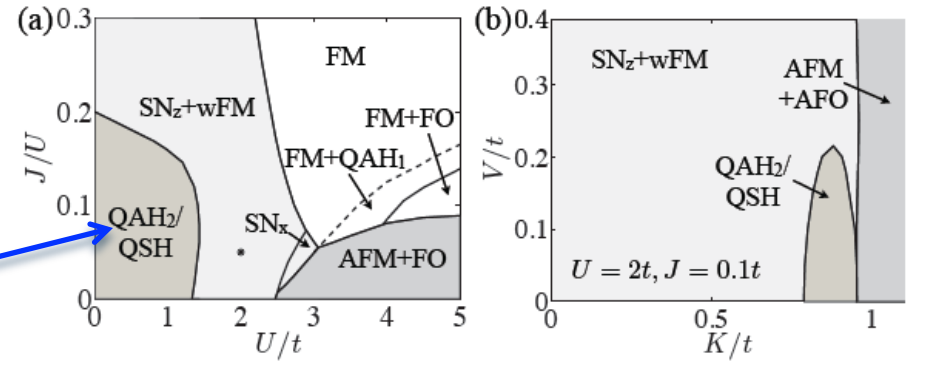 (a)
0.3
0.2
0.1
0
J/U
0
1
2
3
4
5
U/t
FM
SNz+wFM
FM+FO
FM+QAH1
QAH2/
QSH
SNx
AFM+FO
(b)
0.4
0.3
0.2
0.1
0
V/t
0
0.5
1
K/t
SNz+wFM
AFM
+AFO
QAH2/
QSH
U = 2t, J = 0.1t